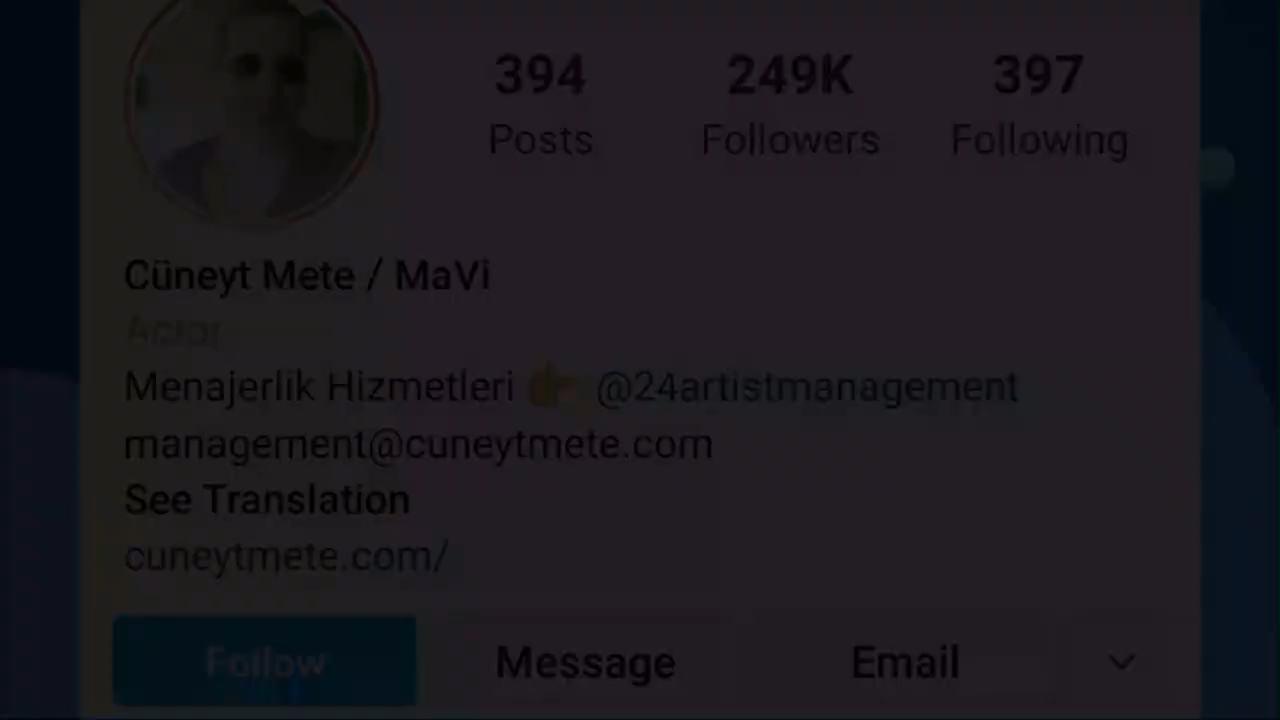 394 249K 397
Posts Followers Following
Cüneyt Mete / MaVi
Actor
Menajerlik Hizmetleri 👉 @24artistmanagement
management@cuneytmete.com
See Translation
cuneytmete.com/
Follow Message Email